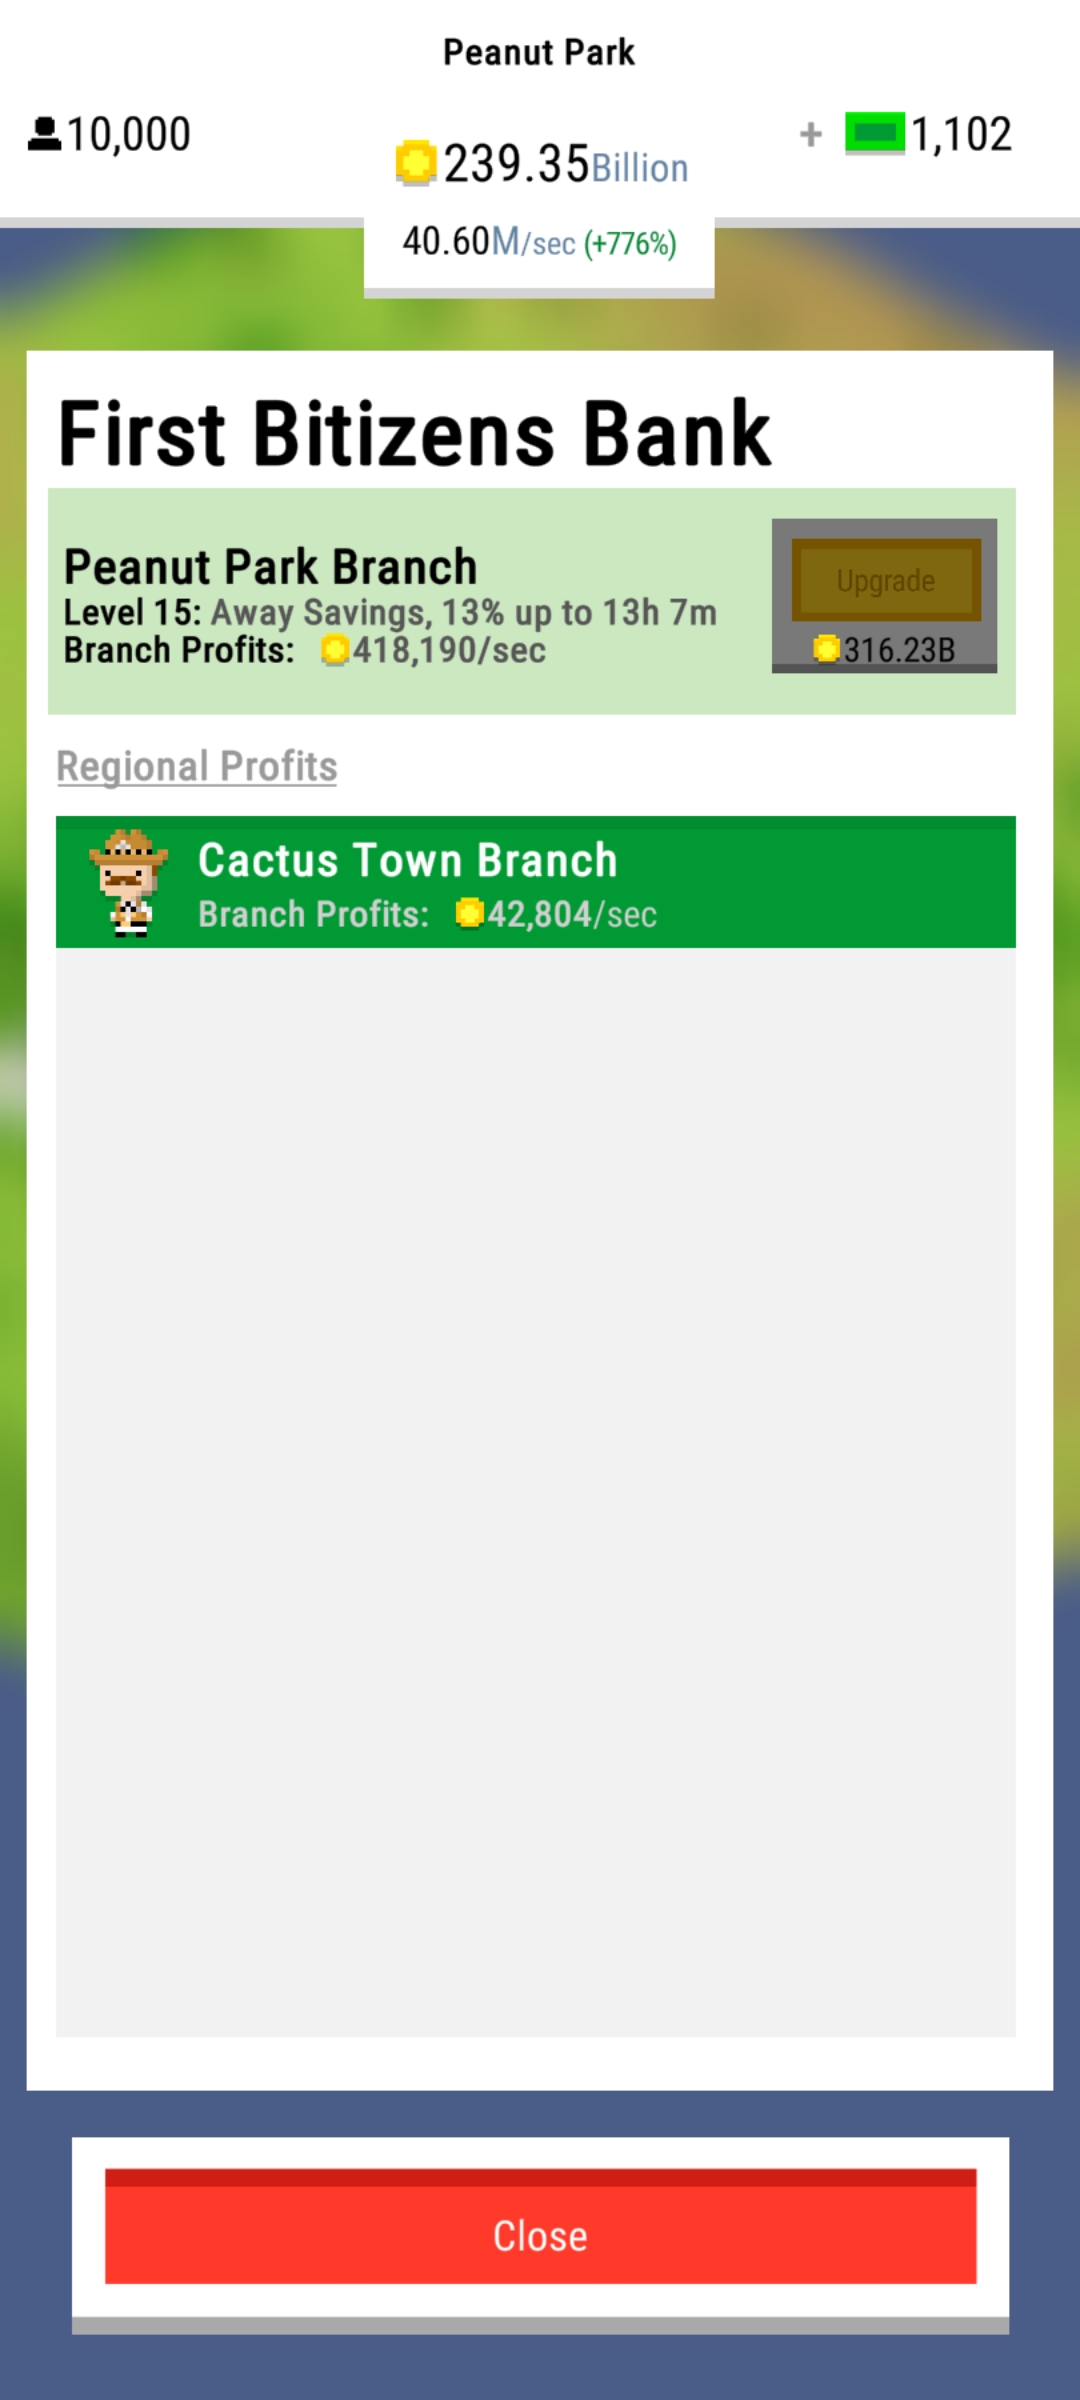 Peanut Park
10,000
239.35Billion
+ 1,102
40.60M/sec (+776%)
First Bitizens Bank
Peanut Park Branch
Level 15: Away Savings, 13% up to 13h 7m
Branch Profits: 418,190/sec
Upgrade
316.23B
Regional Profits
Cactus Town Branch
Branch Profits: 42,804/sec
Close